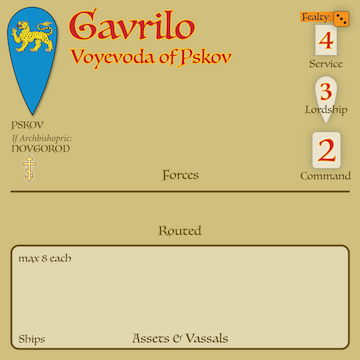 Gavrilo
Voyevoda of Pskov
Fealty
4
Service
3
Lordship
2
Command
PSKOV
If Archbishopric:
NOVGOROD
Forces
Routed
max 8 each
Ships
Assets & Vassals